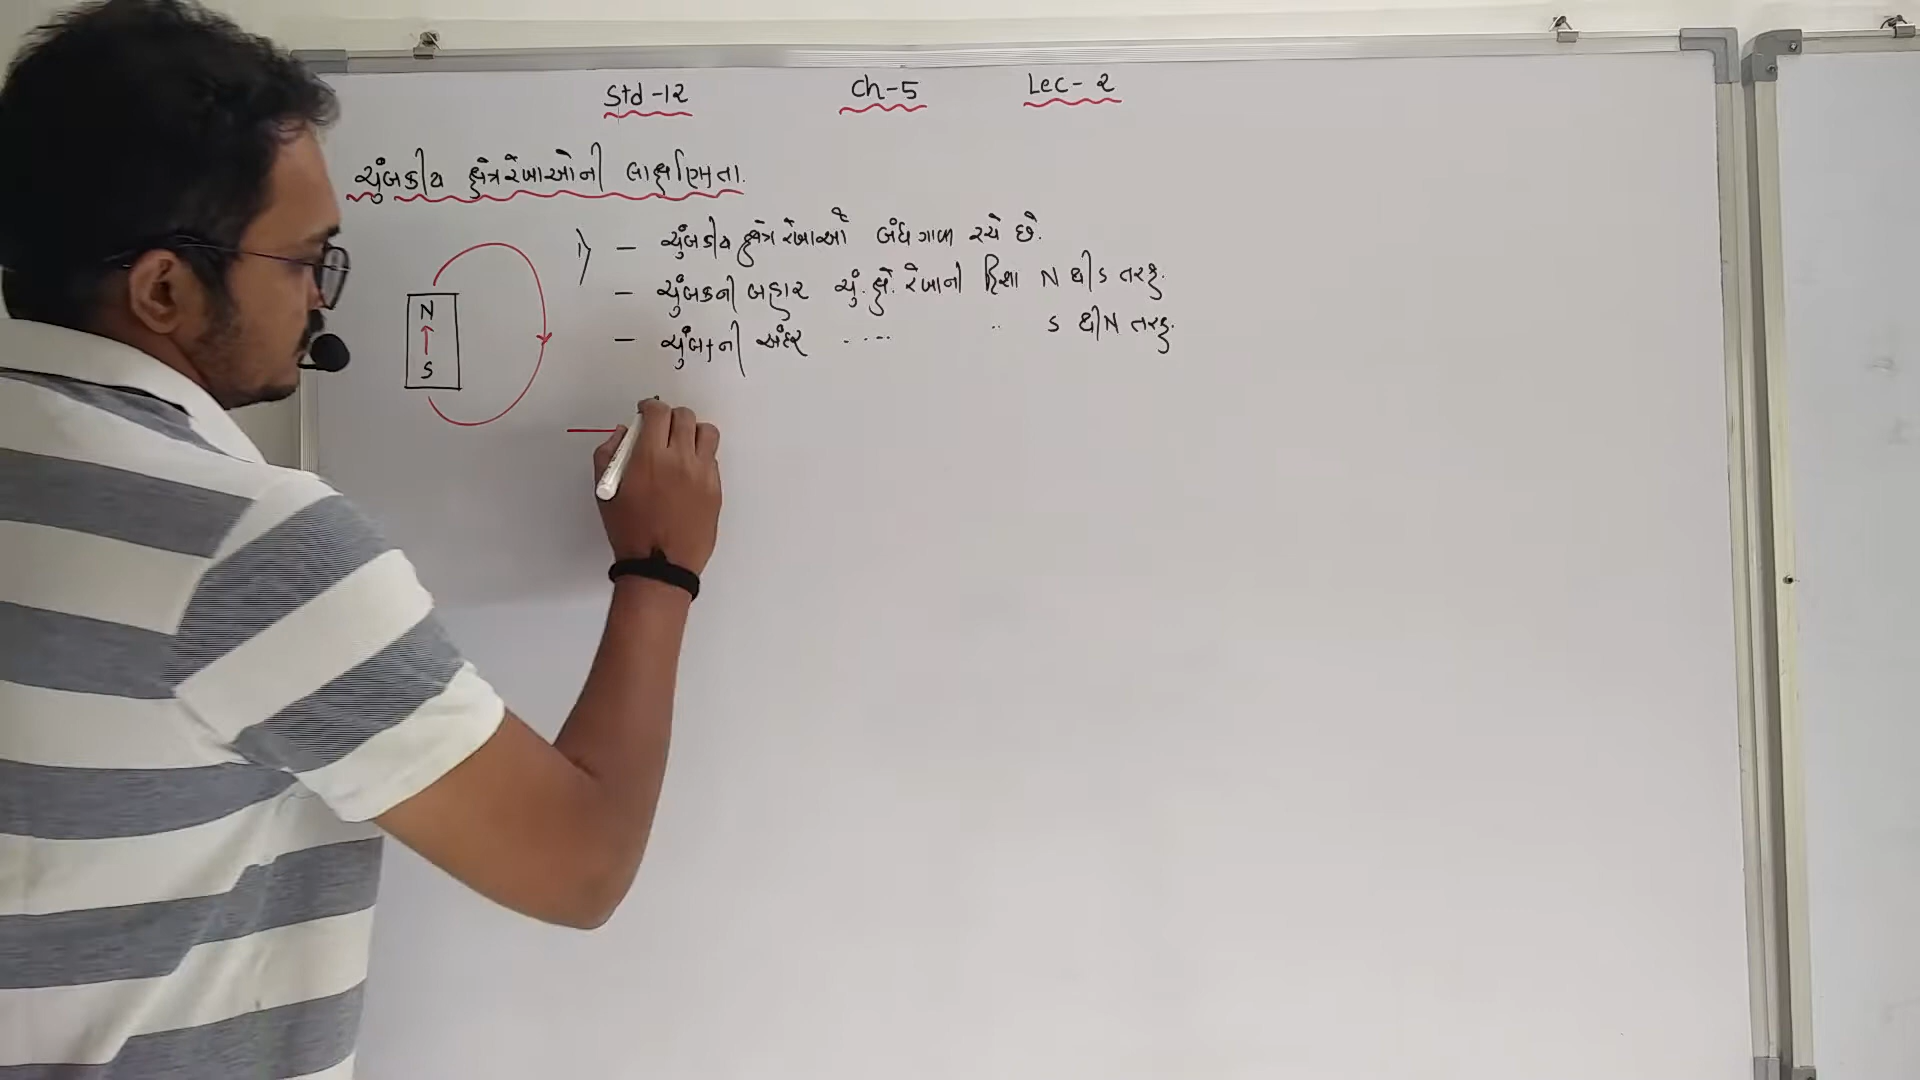 Std-12 Ch-5 Lec-2
ચુંબકીય ક્ષેત્રરેખાઓની લાક્ષણિકતા.
1) - ચુંબકીય ક્ષેત્રરેખાઓ બંધગાળા રચે છે.
- ચુંબકની બહાર ચું. ક્ષે. રેખાની દિશા N થી S તરફ.
- ચુંબકની અંદર .... .. S થી N તરફ.
N
S